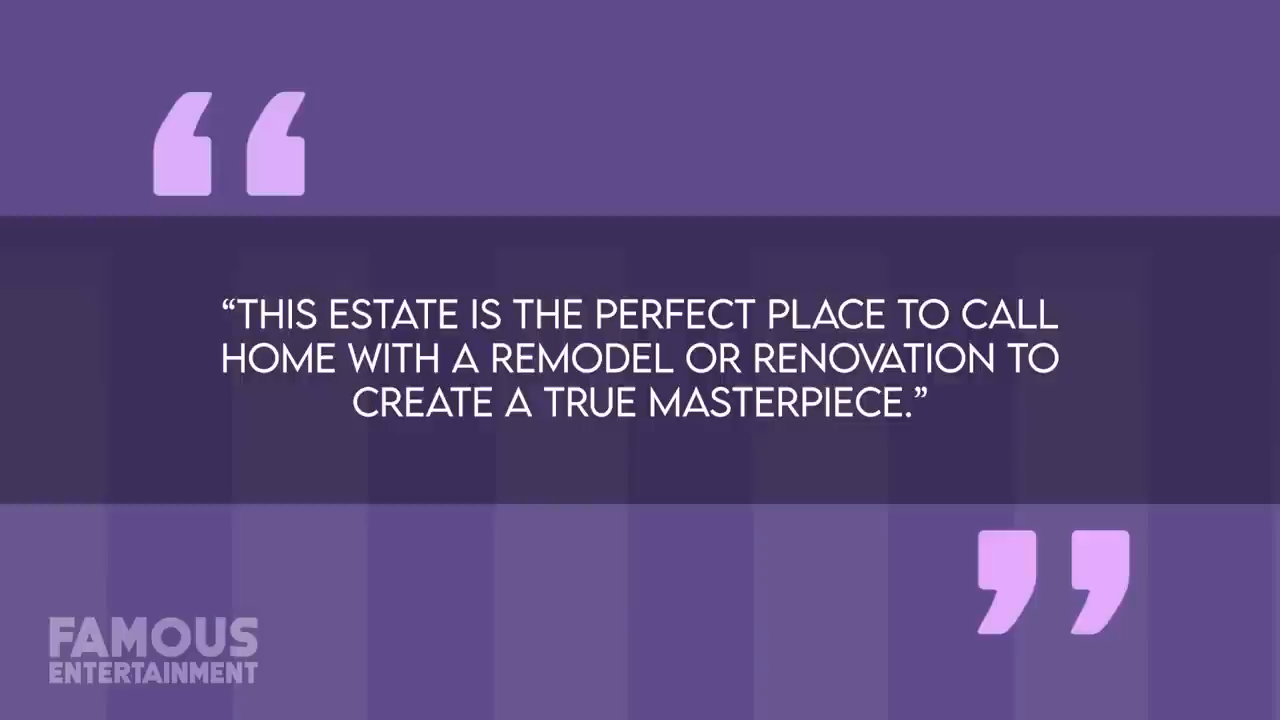 “THIS ESTATE IS THE PERFECT PLACE TO CALL
HOME WITH A REMODEL OR RENOVATION TO
CREATE A TRUE MASTERPIECE.”
FAMOUS
ENTERTAINMENT